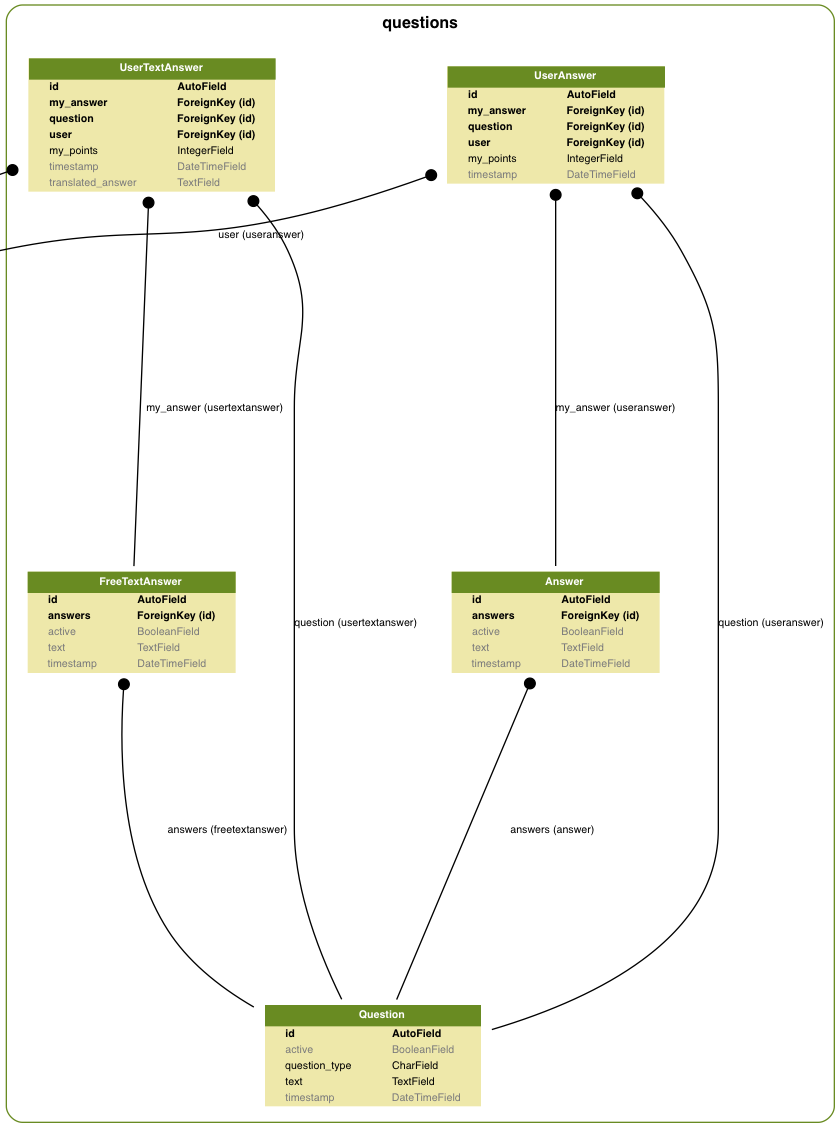 questions
UserTextAnswer
id AutoField
my_answer ForeignKey (id)
question ForeignKey (id)
user ForeignKey (id)
my_points IntegerField
timestamp DateTimeField
translated_answer TextField
UserAnswer
id AutoField
my_answer ForeignKey (id)
question ForeignKey (id)
user ForeignKey (id)
my_points IntegerField
timestamp DateTimeField
user (useranswer)
my_answer (usertextanswer)
my_answer (useranswer)
FreeTextAnswer
id AutoField
answers ForeignKey (id)
active BooleanField
text TextField
timestamp DateTimeField
question (usertextanswer)
Answer
id AutoField
answers ForeignKey (id)
active BooleanField
text TextField
timestamp DateTimeField
question (useranswer)
answers (freetextanswer)
answers (answer)
Question
id AutoField
active BooleanField
question_type CharField
text TextField
timestamp DateTimeField